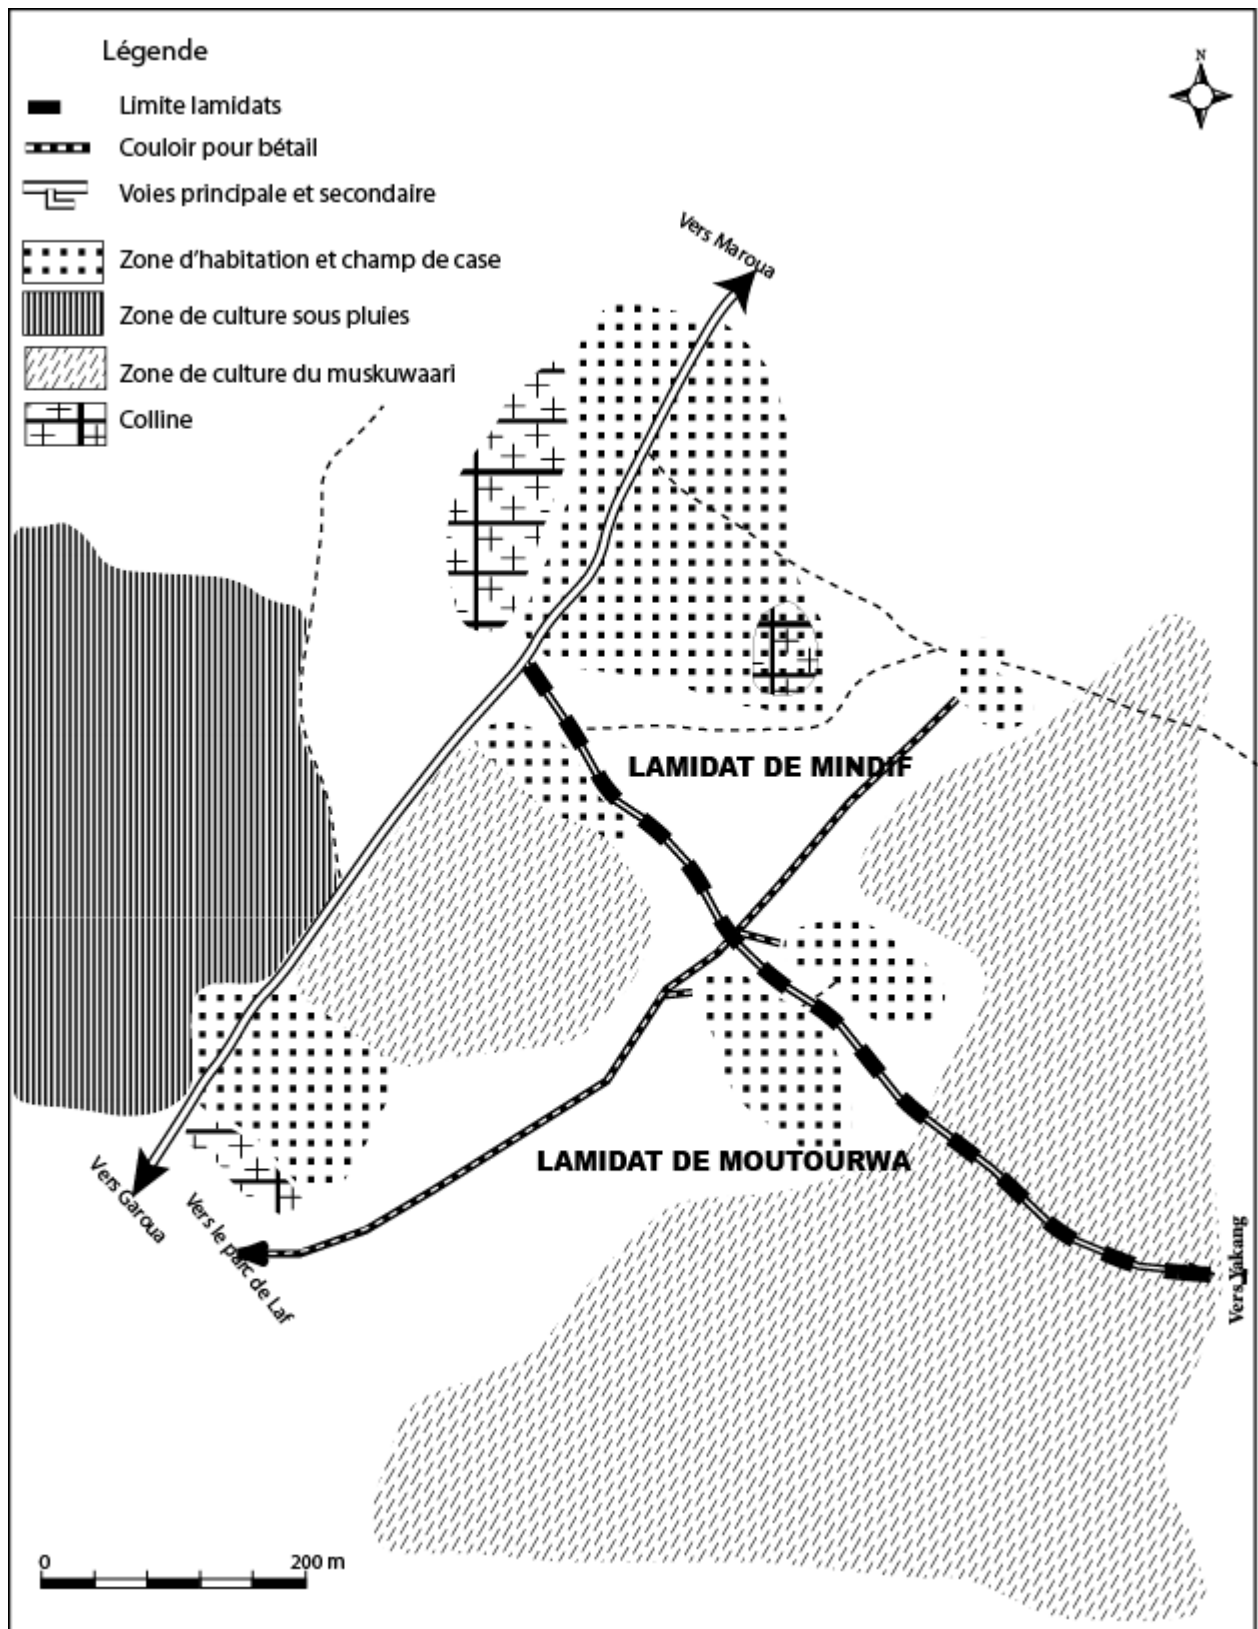 Légende
N
Limite lamidats
Couloir pour bétail
Voies principale et secondaire
Zone d'habitation et champ de case
Zone de culture sous pluies
Zone de culture du muskuwaari
Colline
Vers Maroua
LAMIDAT DE MINDIF
LAMIDAT DE MOUTOURWA
Vers Garoua
Vers le parc de Laf
Vers Yakang
0 200 m